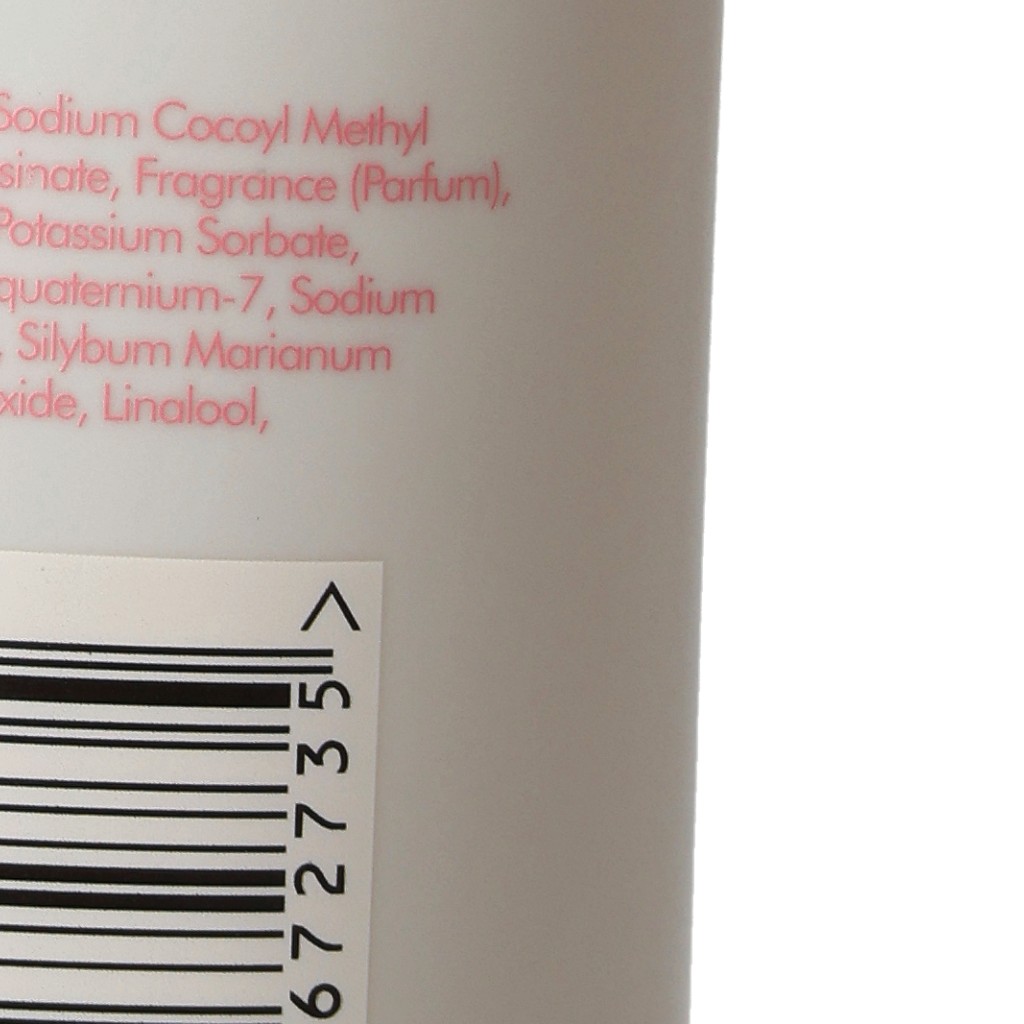 Sodium Cocoyl Methyl
sinate, Fragrance (Parfum),
Potassium Sorbate,
quaternium-7, Sodium
, Silybum Marianum
xide, Linalool,
672735>